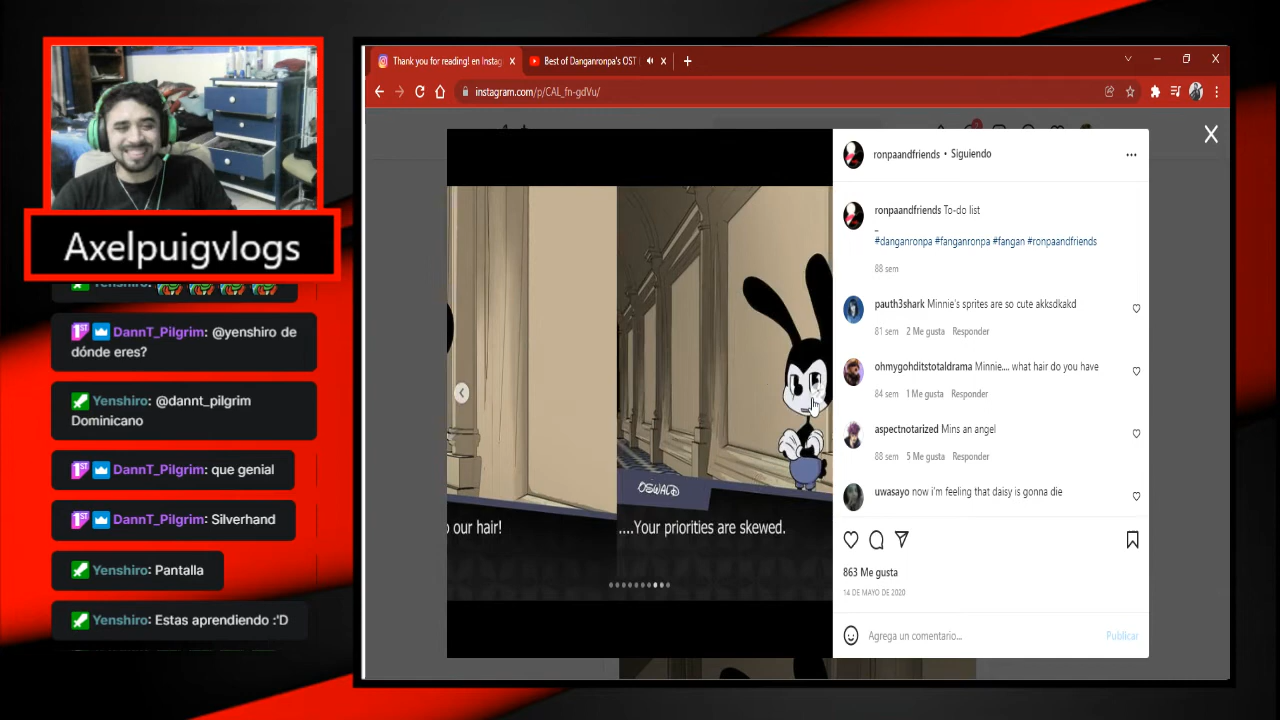 Axelpuigvlogs
Yenshiro:
DannT_Pilgrim: @yenshiro de
dónde eres?
Yenshiro: @dannt_pilgrim
Dominicano
DannT_Pilgrim: que genial
DannT_Pilgrim: Silverhand
Yenshiro: Pantalla
Yenshiro: Estas aprendiendo :'D
Thank you for reading! en Instag
Best of Danganronpa's OST
instagram.com/p/CAL_fn-gdVu/
OSWALD
o our hair!
....Your priorities are skewed.
ronpaandfriends • Siguiendo
ronpaandfriends To-do list
_
#danganronpa #fanganronpa #fangan #ronpaandfriends
88 sem
pauth3shark Minnie's sprites are so cute akksdkakd
81 sem 2 Me gusta Responder
ohmygohditstotaldrama Minnie.... what hair do you have
84 sem 1 Me gusta Responder
aspectnotarized Mins an angel
88 sem 5 Me gusta Responder
uwasayo now i'm feeling that daisy is gonna die
863 Me gusta
14 DE MAYO DE 2020
Agrega un comentario...
Publicar